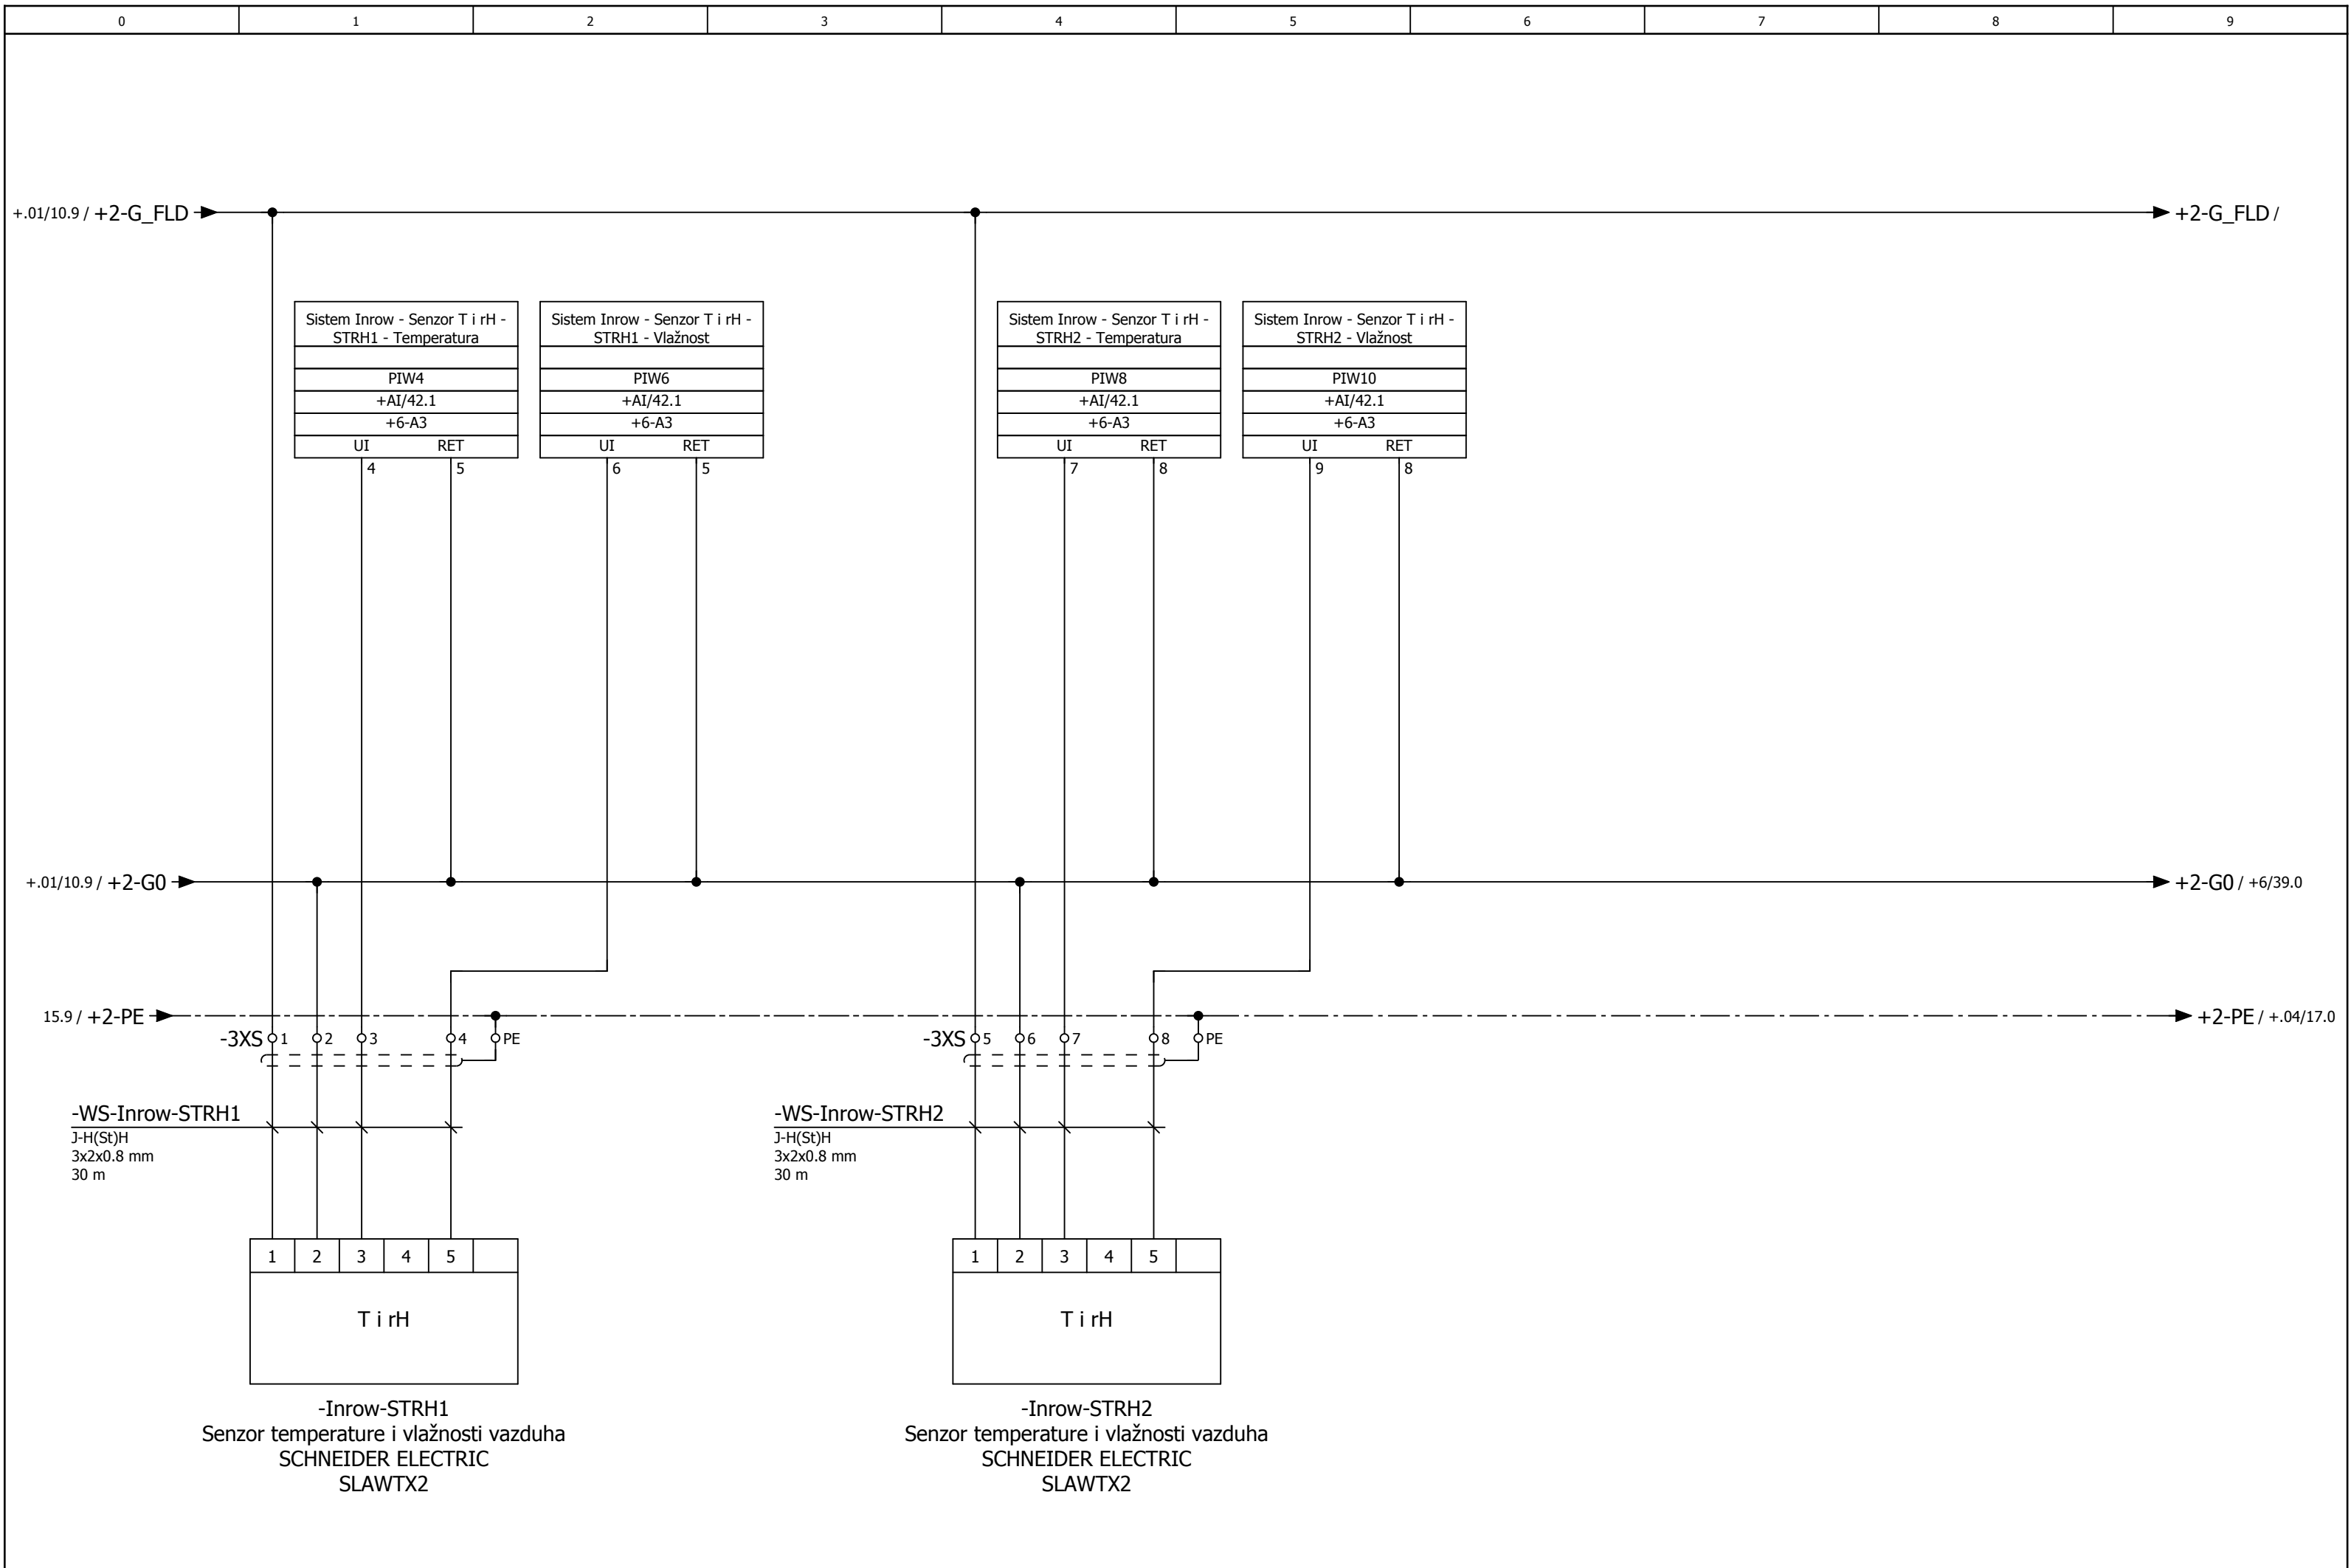 0 1 2 3 4 5 6 7 8 9
+.01/10.9 / +2-G_FLD
+2-G_FLD /
Sistem Inrow - Senzor T i rH -
STRH1 - Temperatura
PIW4
+AI/42.1
+6-A3
UI RET
4 5
Sistem Inrow - Senzor T i rH -
STRH1 - Vlažnost
PIW6
+AI/42.1
+6-A3
UI RET
6 5
Sistem Inrow - Senzor T i rH -
STRH2 - Temperatura
PIW8
+AI/42.1
+6-A3
UI RET
7 8
Sistem Inrow - Senzor T i rH -
STRH2 - Vlažnost
PIW10
+AI/42.1
+6-A3
UI RET
9 8
+.01/10.9 / +2-G0
+2-G0 / +6/39.0
15.9 / +2-PE
+2-PE / +.04/17.0
-3XS 1 2 3 4 PE
-3XS 5 6 7 8 PE
-WS-Inrow-STRH1
J-H(St)H
3x2x0.8 mm
30 m
-WS-Inrow-STRH2
J-H(St)H
3x2x0.8 mm
30 m
1 2 3 4 5
T i rH
-Inrow-STRH1
Senzor temperature i vlažnosti vazduha
SCHNEIDER ELECTRIC
SLAWTX2
1 2 3 4 5
T i rH
-Inrow-STRH2
Senzor temperature i vlažnosti vazduha
SCHNEIDER ELECTRIC
SLAWTX2